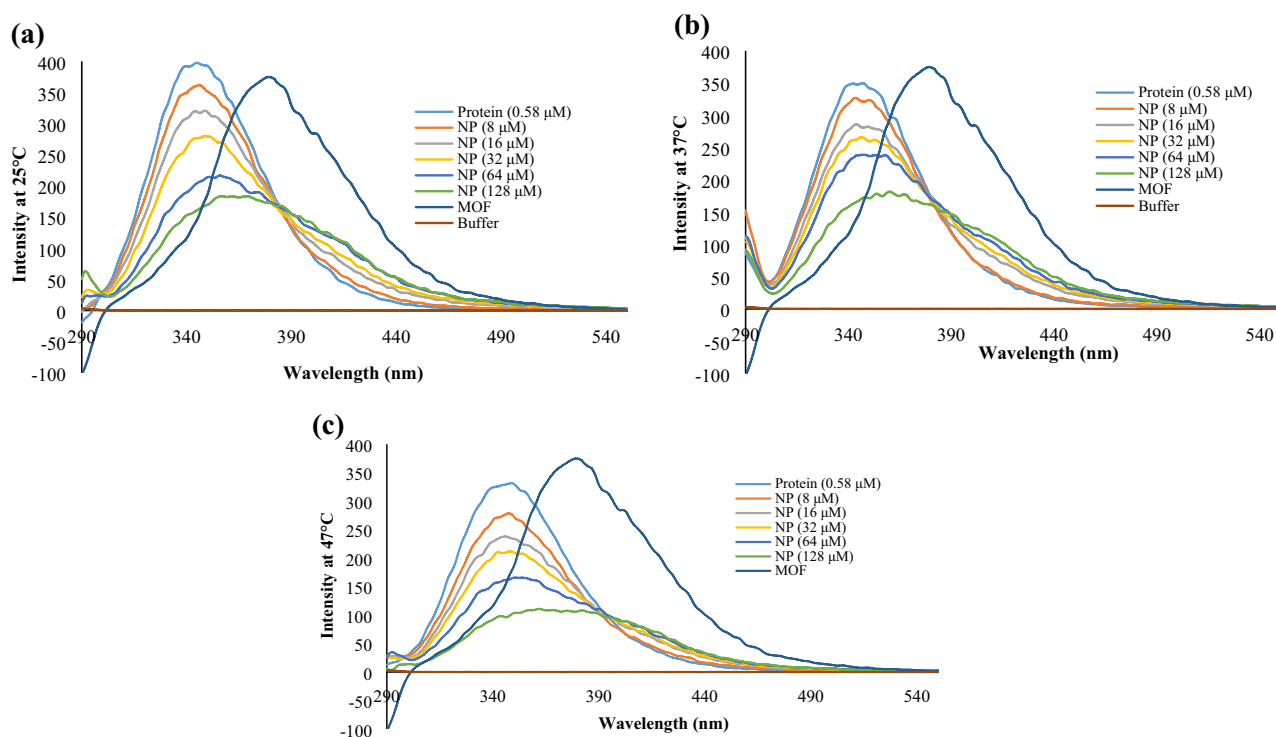 (a)
400
350
300
250
200
150
100
50
0
-50
-100
Intensity at 25°C
290 340 390 440 490 540
Wavelength (nm)
Protein (0.58 μM)
NP (8 μM)
NP (16 μM)
NP (32 μM)
NP (64 μM)
NP (128 μM)
MOF
Buffer
(b)
400
350
300
250
200
150
100
50
0
-50
-100
Intensity at 37°C
290 340 390 440 490 540
Wavelength (nm)
Protein (0.58 μM)
NP (8 μM)
NP (16 μM)
NP (32 μM)
NP (64 μM)
NP (128 μM)
MOF
Buffer
(c)
400
350
300
250
200
150
100
50
0
-50
-100
Intensity at 47°C
290 340 390 440 490 540
Wavelength (nm)
Protein (0.58 μM)
NP (8 μM)
NP (16 μM)
NP (32 μM)
NP (64 μM)
NP (128 μM)
MOF